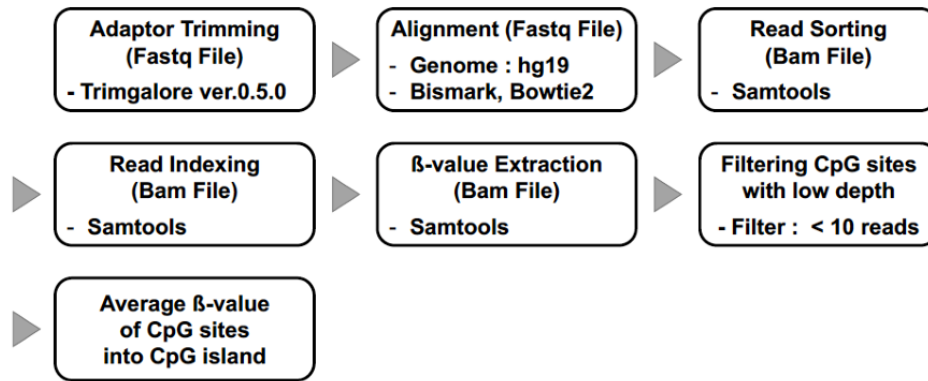 Adaptor Trimming
(Fastq File)
- Trimgalore ver.0.5.0
Alignment (Fastq File)
- Genome : hg19
- Bismark, Bowtie2
Read Sorting
(Bam File)
- Samtools
Read Indexing
(Bam File)
- Samtools
ß-value Extraction
(Bam File)
- Samtools
Filtering CpG sites
with low depth
- Filter : < 10 reads
Average ß-value
of CpG sites
into CpG island